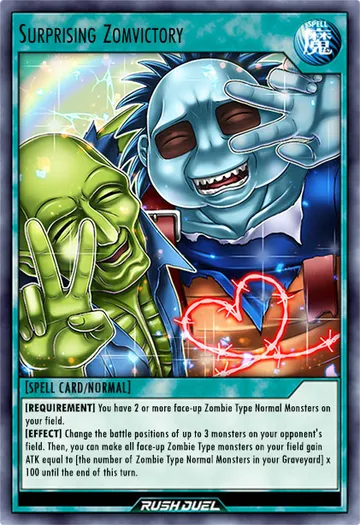 Surprising Zomvictory
SPELL
魔
[SPELL CARD/NORMAL]
[REQUIREMENT] You have 2 or more face-up Zombie Type Normal Monsters on
your field.
[EFFECT] Change the battle positions of up to 3 monsters on your opponent's
field. Then, you can make all face-up Zombie Type monsters on your field gain
ATK equal to [the number of Zombie Type Normal Monsters in your Graveyard] x
100 until the end of this turn.
RUSH DUEL